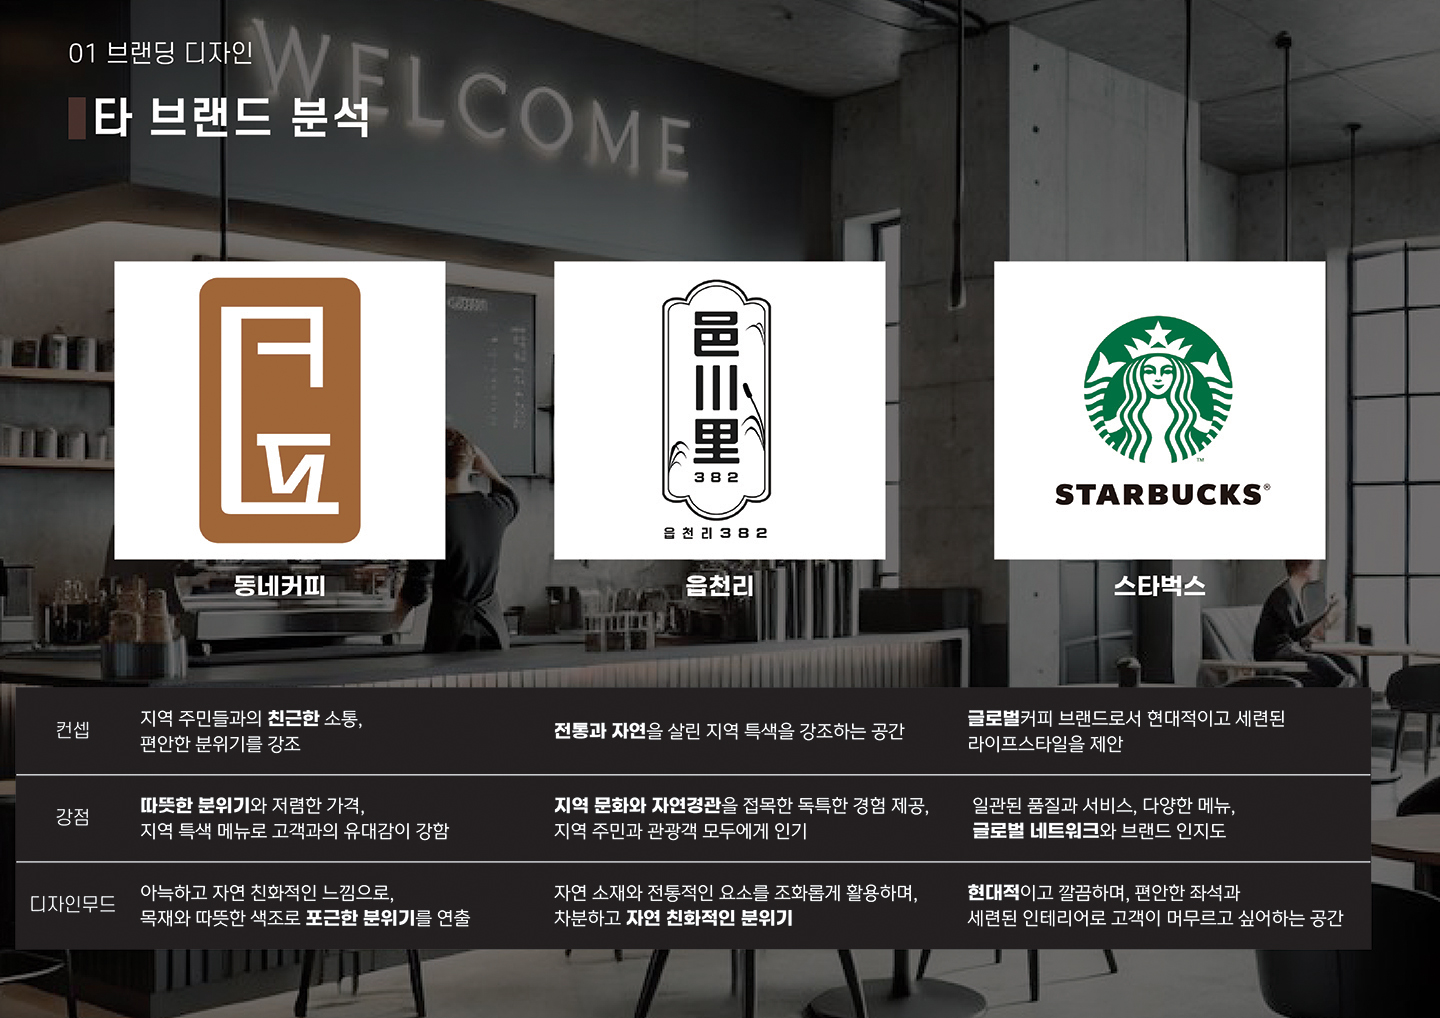 01 브랜딩 디자인
타 브랜드 분석
WELCOME
邑川里
382
읍천리382
STARBUCKS®
TM
동네커피
읍천리
스타벅스
컨셉
지역 주민들과의 친근한 소통,
편안한 분위기를 강조
전통과 자연을 살린 지역 특색을 강조하는 공간
글로벌커피 브랜드로서 현대적이고 세련된
라이프스타일을 제안
강점
따뜻한 분위기와 저렴한 가격,
지역 특색 메뉴로 고객과의 유대감이 강함
지역 문화와 자연경관을 접목한 독특한 경험 제공,
지역 주민과 관광객 모두에게 인기
일관된 품질과 서비스, 다양한 메뉴,
글로벌 네트워크와 브랜드 인지도
디자인무드
아늑하고 자연 친화적인 느낌으로,
목재와 따뜻한 색조로 포근한 분위기를 연출
자연 소재와 전통적인 요소를 조화롭게 활용하며,
차분하고 자연 친화적인 분위기
현대적이고 깔끔하며, 편안한 좌석과
세련된 인테리어로 고객이 머무르고 싶어하는 공간